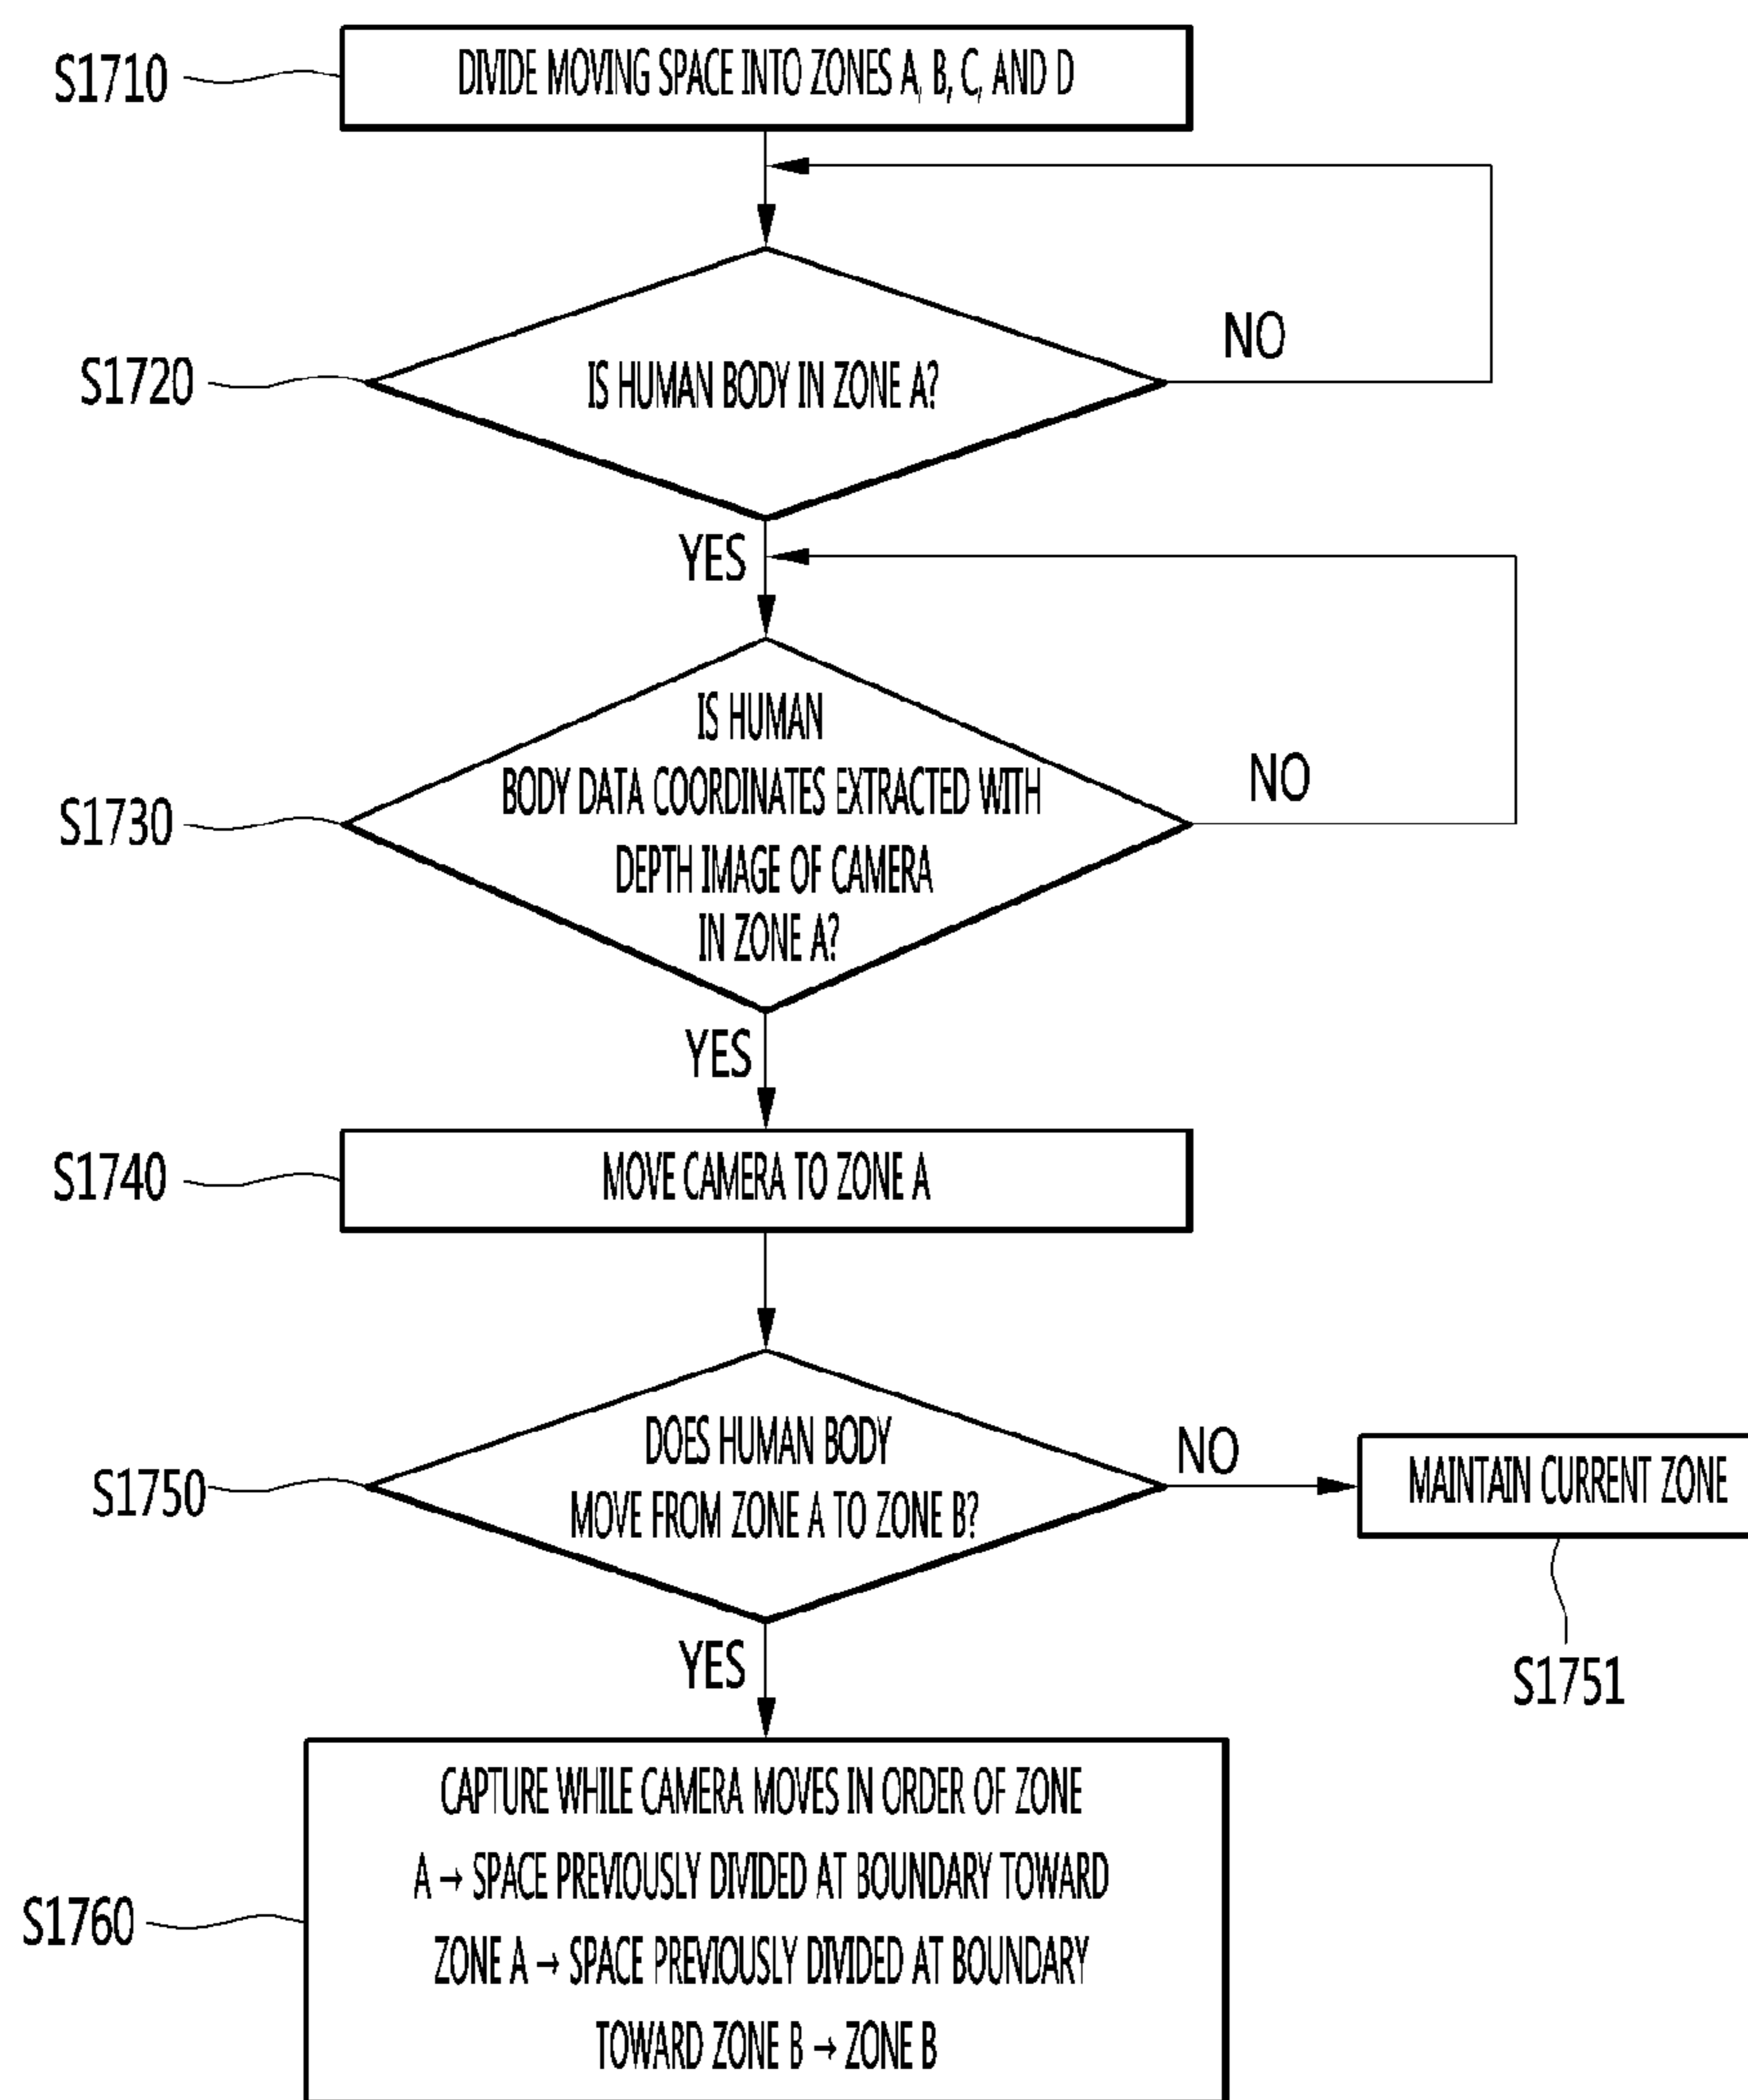 S1710
DIVIDE MOVING SPACE INTO ZONES A, B, C, AND D
S1720
IS HUMAN BODY IN ZONE A?
NO
YES
S1730
IS HUMAN
BODY DATA COORDINATES EXTRACTED WITH
DEPTH IMAGE OF CAMERA
IN ZONE A?
NO
YES
S1740
MOVE CAMERA TO ZONE A
S1750
DOES HUMAN BODY
MOVE FROM ZONE A TO ZONE B?
NO
MAINTAIN CURRENT ZONE
S1751
YES
S1760
CAPTURE WHILE CAMERA MOVES IN ORDER OF ZONE
A → SPACE PREVIOUSLY DIVIDED AT BOUNDARY TOWARD
ZONE A → SPACE PREVIOUSLY DIVIDED AT BOUNDARY
TOWARD ZONE B → ZONE B